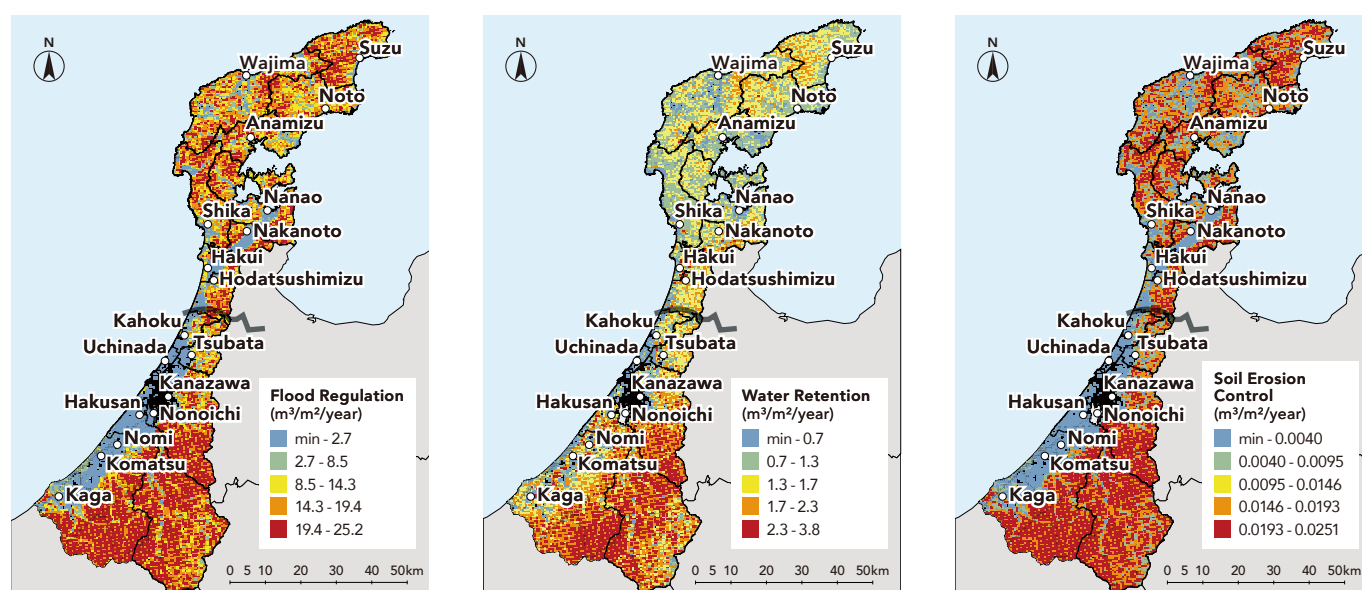 N
Suzu
Wajima
Noto
Anamizu
Nanao
Shika
Nakanoto
Hakui
Hodatsushimizu
Kahoku
Uchinada
Tsubata
Kanazawa
Hakusan
Nonoichi
Nomi
Komatsu
Kaga
Flood Regulation
(m³/m²/year)
min - 2.7
2.7 - 8.5
8.5 - 14.3
14.3 - 19.4
19.4 - 25.2
0 5 10 20 30 40 50km
N
Suzu
Wajima
Noto
Anamizu
Nanao
Shika
Nakanoto
Hakui
Hodatsushimizu
Kahoku
Uchinada
Tsubata
Kanazawa
Hakusan
Nonoichi
Nomi
Komatsu
Kaga
Water Retention
(m³/m²/year)
min - 0.7
0.7 - 1.3
1.3 - 1.7
1.7 - 2.3
2.3 - 3.8
0 5 10 20 30 40 50km
N
Suzu
Wajima
Noto
Anamizu
Nanao
Shika
Nakanoto
Hakui
Hodatsushimizu
Kahoku
Uchinada
Tsubata
Kanazawa
Hakusan
Nonoichi
Nomi
Komatsu
Kaga
Soil Erosion
Control
(m³/m²/year)
min - 0.0040
0.0040 - 0.0095
0.0095 - 0.0146
0.0146 - 0.0193
0.0193 - 0.0251
0 5 10 20 30 40 50km